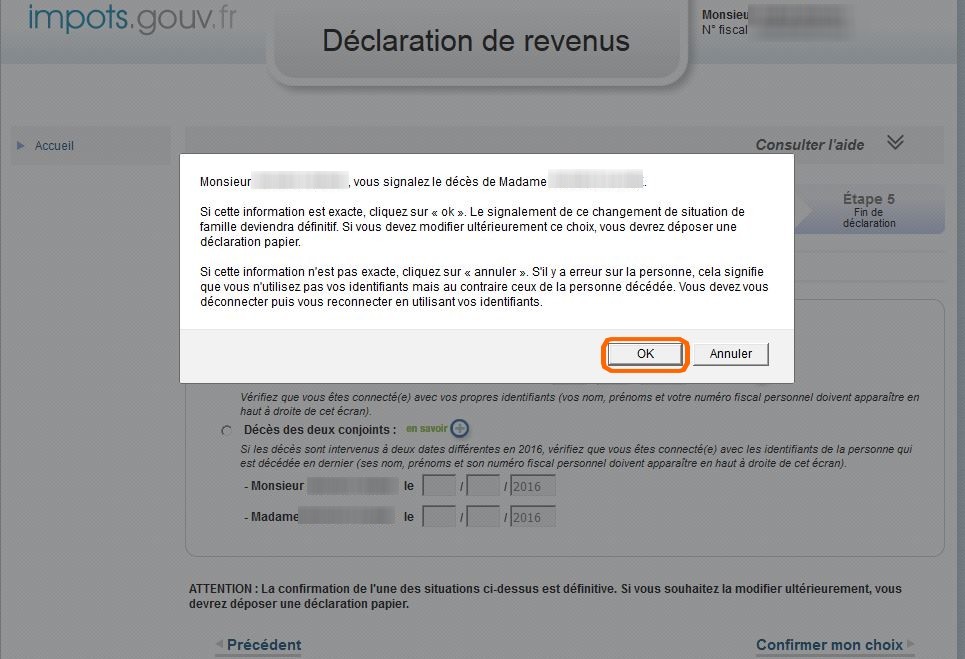 impots.gouv.fr
Déclaration de revenus
Monsieu
N° fiscal
Accueil
Consulter l'aide
Étape 5
Fin de
déclaration
Monsieur , vous signalez le décès de Madame .
Si cette information est exacte, cliquez sur « ok ». Le signalement de ce changement de situation de
famille deviendra définitif. Si vous devez modifier ultérieurement ce choix, vous devrez déposer une
déclaration papier.
Si cette information n'est pas exacte, cliquez sur « annuler ». S'il y a erreur sur la personne, cela signifie
que vous n'utilisez pas vos identifiants mais au contraire ceux de la personne décédée. Vous devez vous
déconnecter puis vous reconnecter en utilisant vos identifiants.
OK Annuler
Vérifiez que vous êtes connecté(e) avec vos propres identifiants (vos nom, prénoms et votre numéro fiscal personnel doivent apparaître en
haut à droite de cet écran).
Décès des deux conjoints : en savoir +
Si les décès sont intervenus à deux dates différentes en 2016, vérifiez que vous êtes connecté(e) avec les identifiants de la personne qui
est décédée en dernier (ses nom, prénoms et son numéro fiscal personnel doivent apparaître en haut à droite de cet écran).
- Monsieur le / / 2016
- Madame le / / 2016
ATTENTION : La confirmation de l'une des situations ci-dessus est définitive. Si vous souhaitez la modifier ultérieurement, vous
devrez déposer une déclaration papier.
Précédent Confirmer mon choix